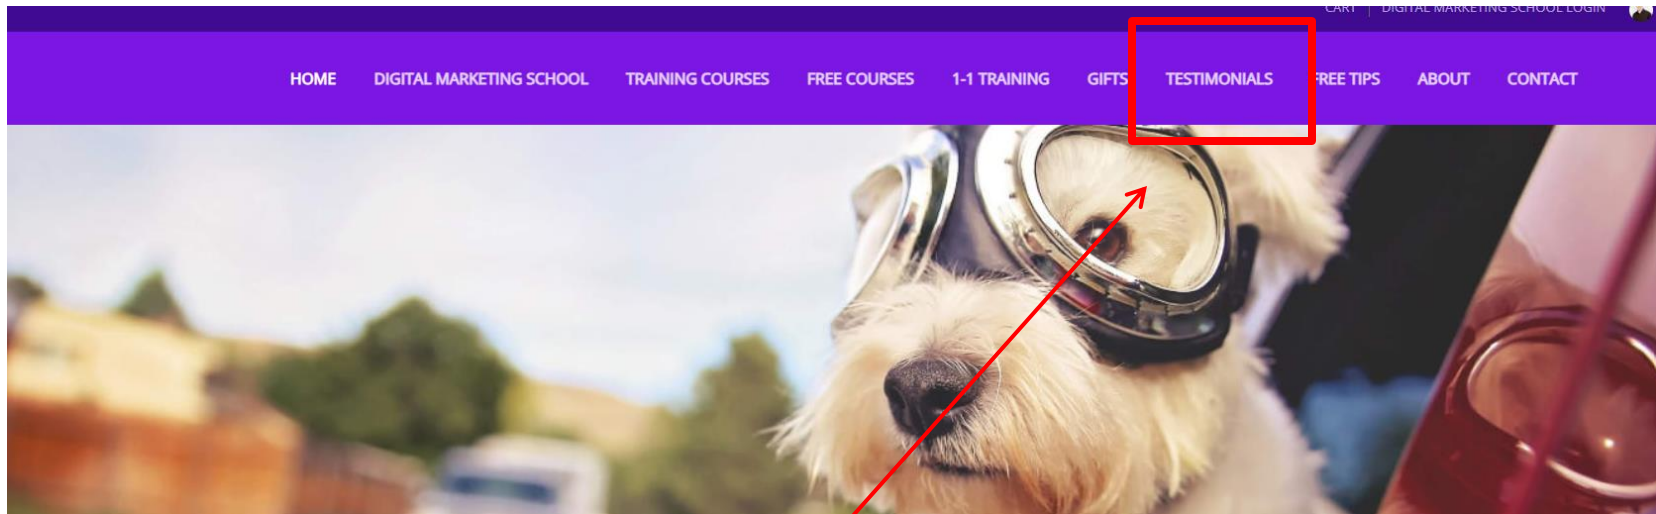 CART | DIGITAL MARKETING SCHOOL LOGIN
HOME DIGITAL MARKETING SCHOOL TRAINING COURSES FREE COURSES 1-1 TRAINING GIFTS TESTIMONIALS FREE TIPS ABOUT CONTACT